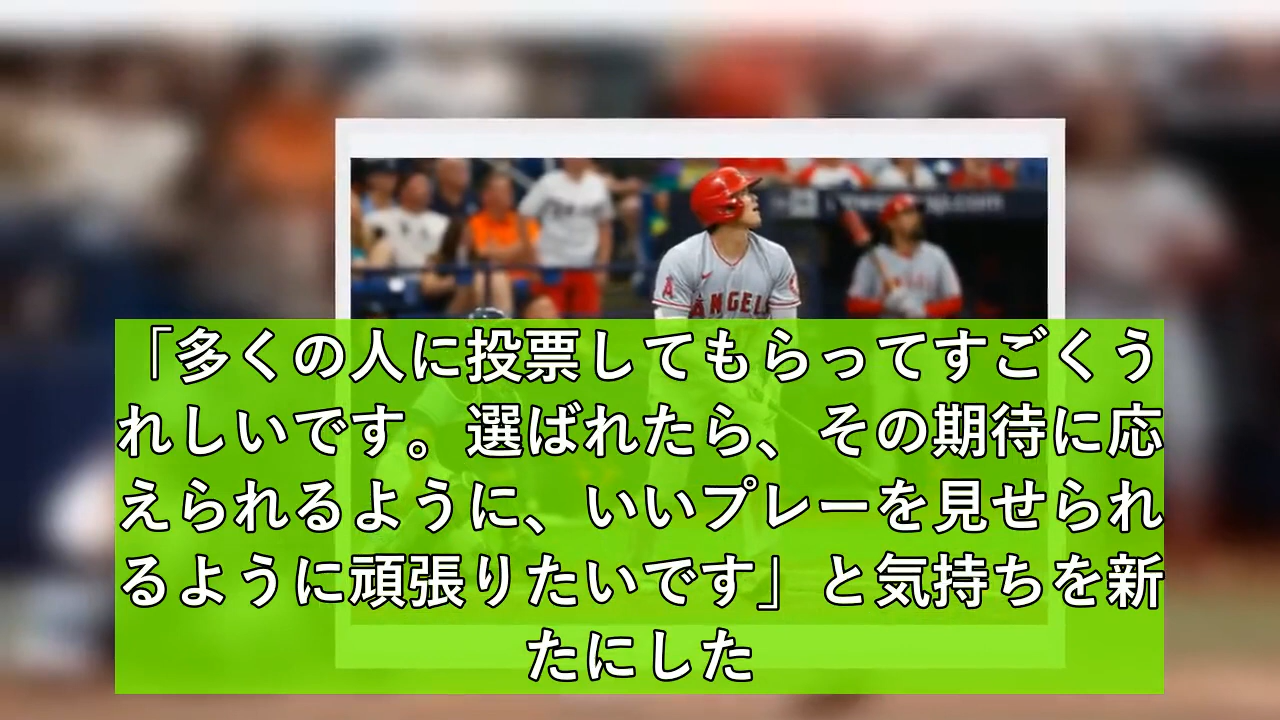 ANGELS
「多くの人に投票してもらってすごくう
れしいです。選ばれたら、その期待に応
えられるように、いいプレーを見せられ
るように頑張りたいです」と気持ちを新
たにした